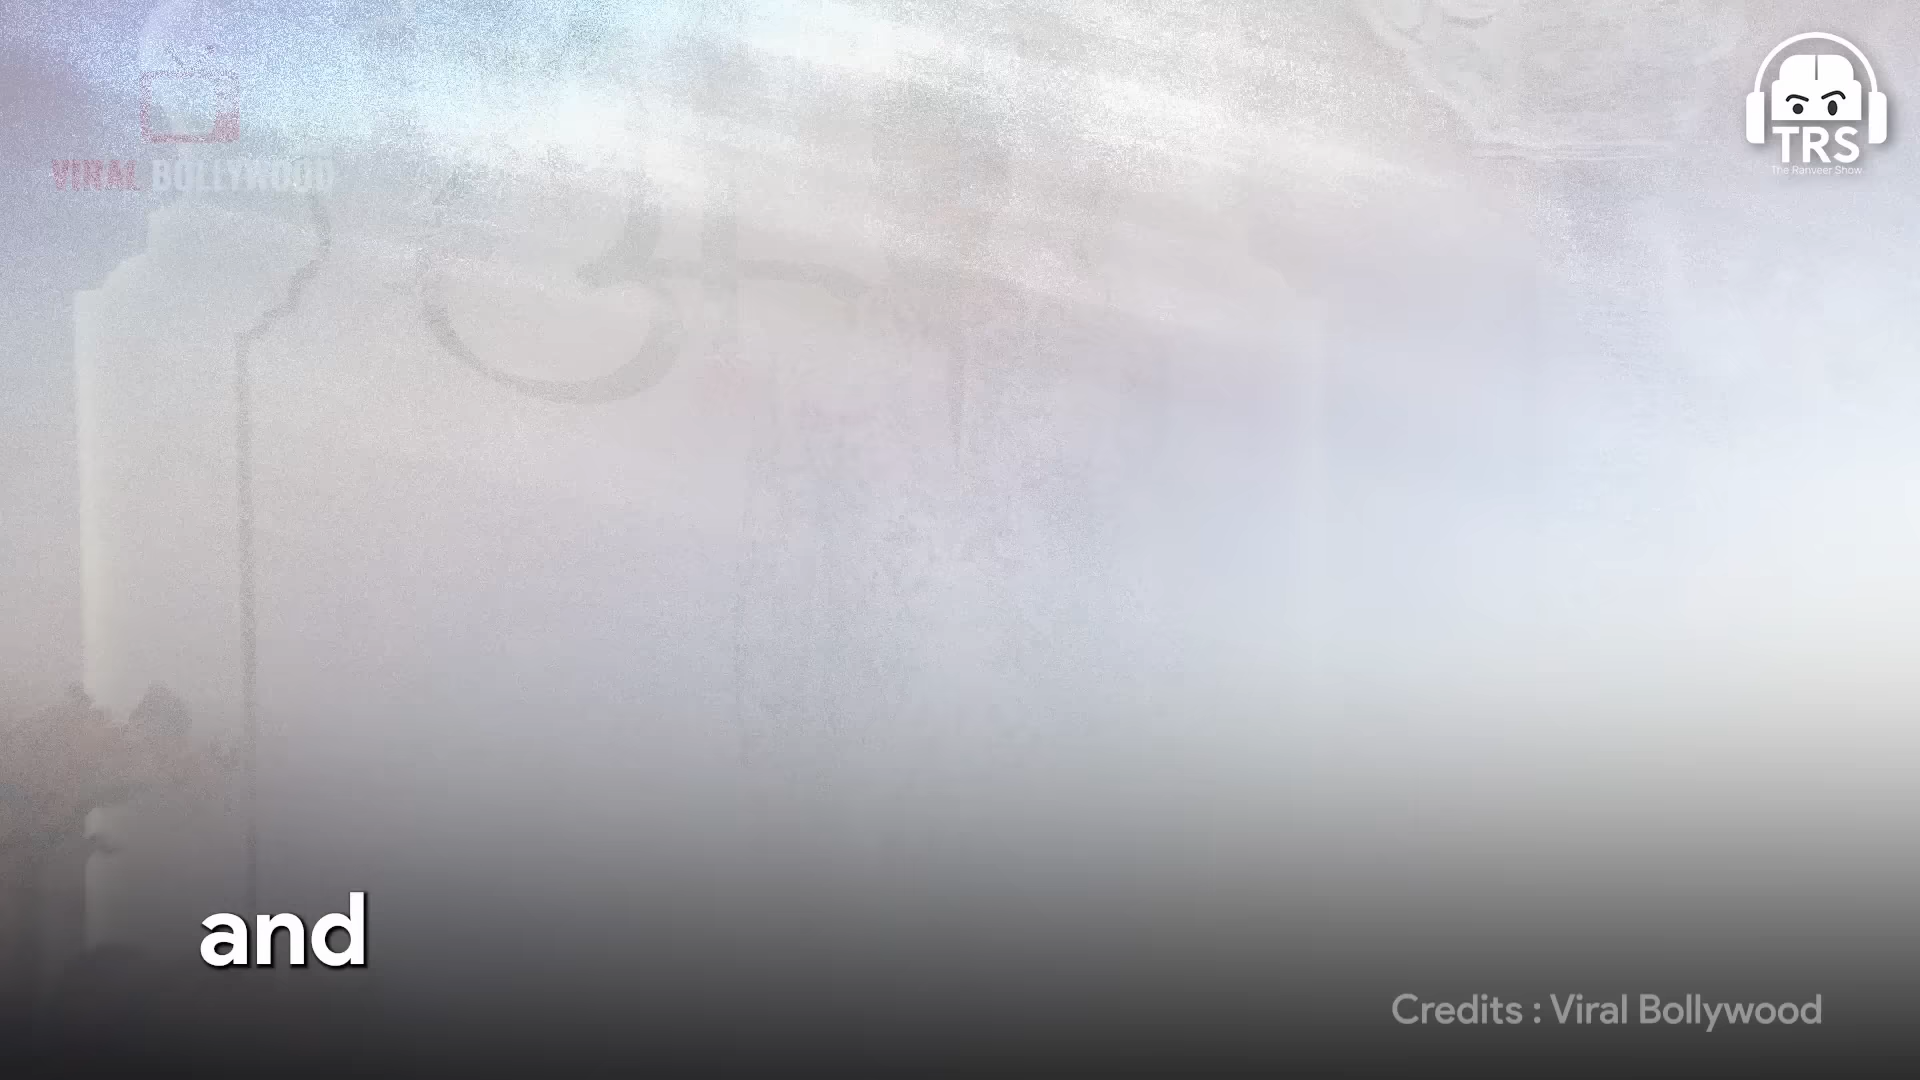 VIRAL BOLLYWOOD
TRS
The Ranveer Show
and
Credits : Viral Bollywood